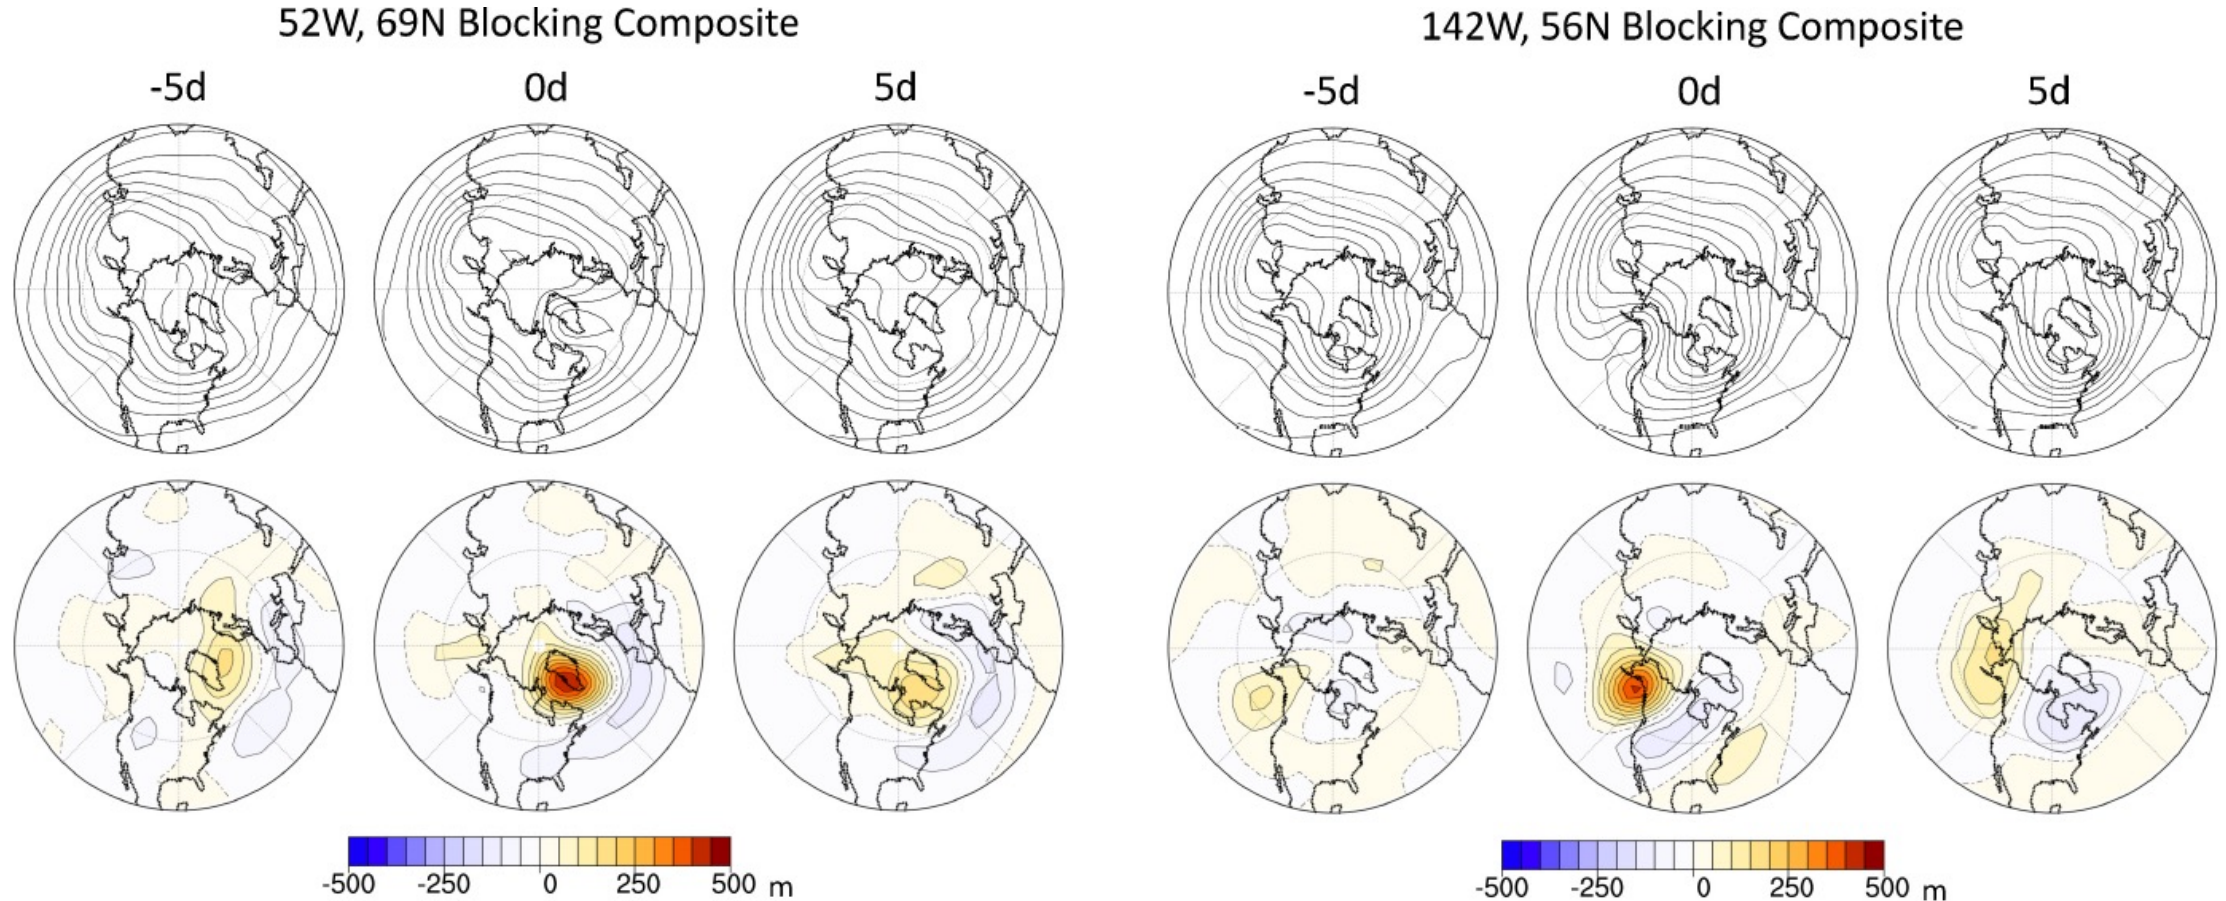 52W, 69N Blocking Composite
142W, 56N Blocking Composite
-5d 0d 5d
-5d 0d 5d
-500 -250 0 250 500 m
-500 -250 0 250 500 m